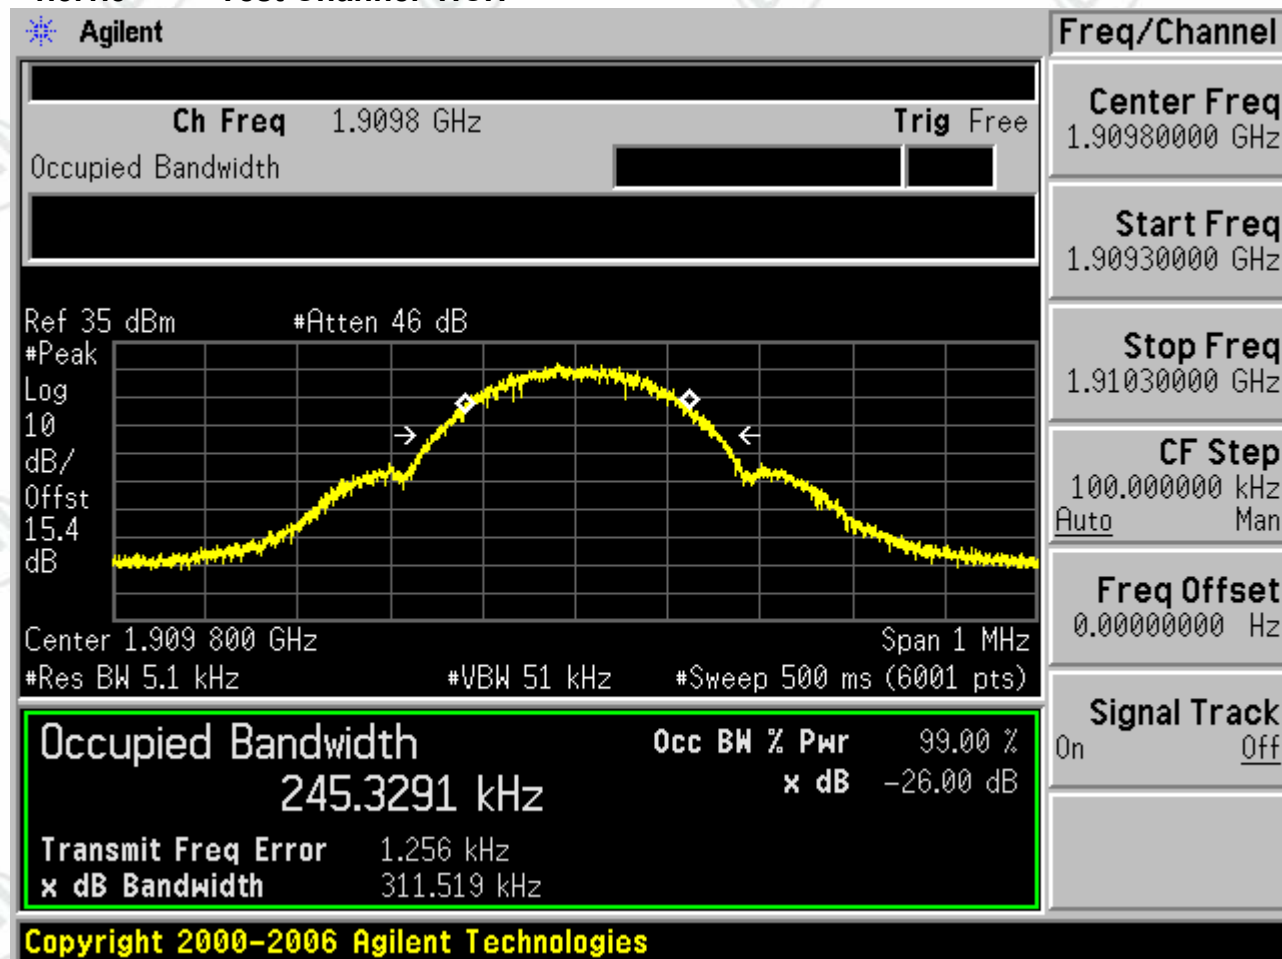 Agilent
Freq/Channel
Ch Freq 1.9098 GHz Trig Free
Occupied Bandwidth
Center Freq
1.90980000 GHz
Start Freq
1.90930000 GHz
Stop Freq
1.91030000 GHz
CF Step
100.000000 kHz
Auto Man
Freq Offset
0.00000000 Hz
Signal Track
On Off
Ref 35 dBm #Atten 46 dB
#Peak
Log
10
dB/
Offst
15.4
dB
Center 1.909 800 GHz Span 1 MHz
#Res BW 5.1 kHz #VBW 51 kHz #Sweep 500 ms (6001 pts)
Occupied Bandwidth Occ BW % Pwr 99.00 %
245.3291 kHz x dB -26.00 dB
Transmit Freq Error 1.256 kHz
x dB Bandwidth 311.519 kHz
Copyright 2000-2006 Agilent Technologies